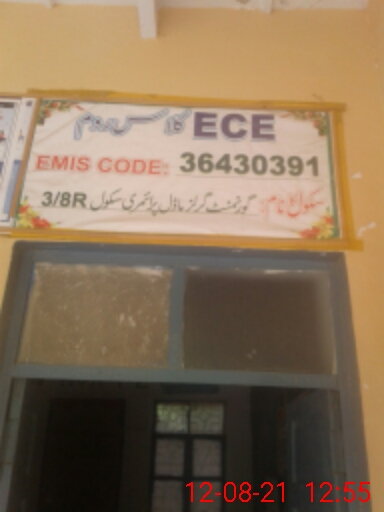 ECE کلاس روم
EMIS CODE: 36430391
سکول کا نام: گورنمنٹ گرلز ماڈل پرائمری سکول 3/8R
12-08-21 12:55